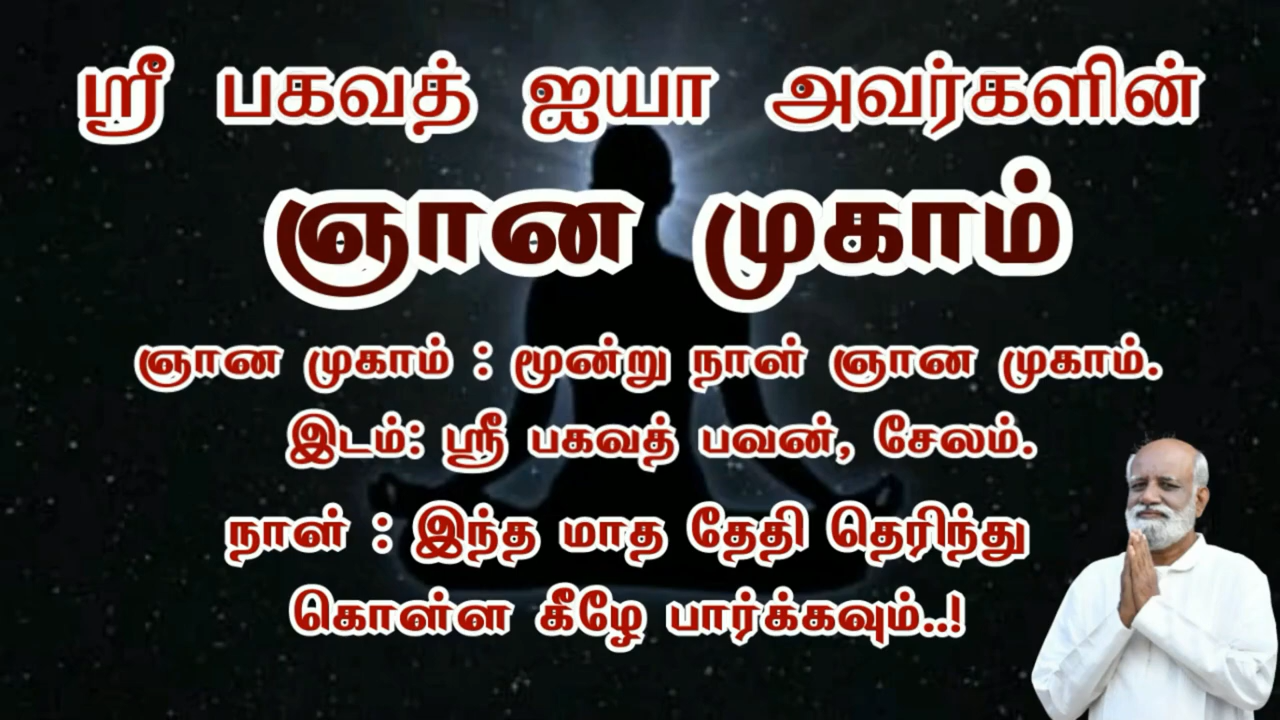 ஸ்ரீ பகவத் ஐயா அவர்களின்
ஞான முகாம்
ஞான முகாம் : மூன்று நாள் ஞான முகாம்.
இடம்: ஸ்ரீ பகவத் பவன், சேலம்.
நாள் : இந்த மாத தேதி தெரிந்து
கொள்ள கீழே பார்க்கவும்..!